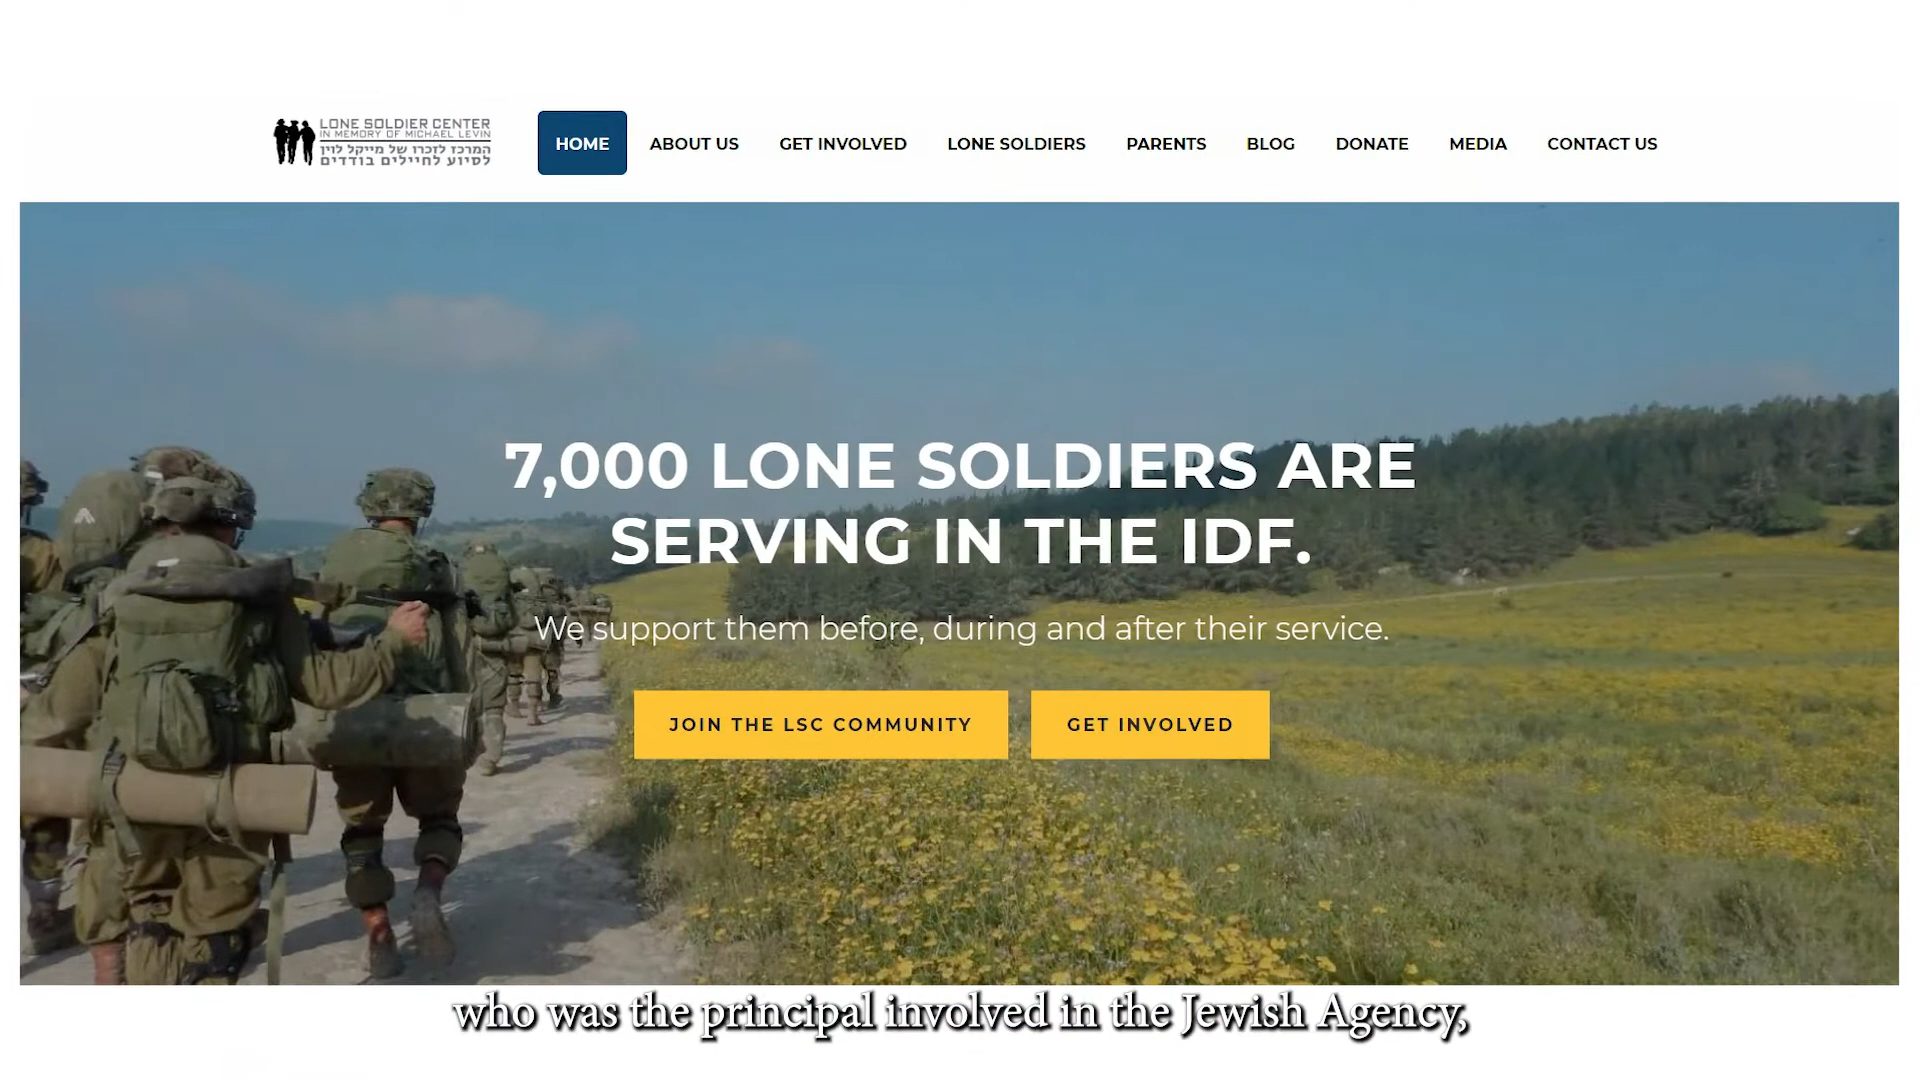 LONE SOLDIER CENTER
IN MEMORY OF MICHAEL LEVIN
המרכז לזכרו של מייקל לוין
לסיוע לחיילים בודדים
HOME
ABOUT US
GET INVOLVED
LONE SOLDIERS
PARENTS
BLOG
DONATE
MEDIA
CONTACT US
7,000 LONE SOLDIERS ARE
SERVING IN THE IDF.
We support them before, during and after their service.
JOIN THE LSC COMMUNITY
GET INVOLVED
who was the principal involved in the Jewish Agency,